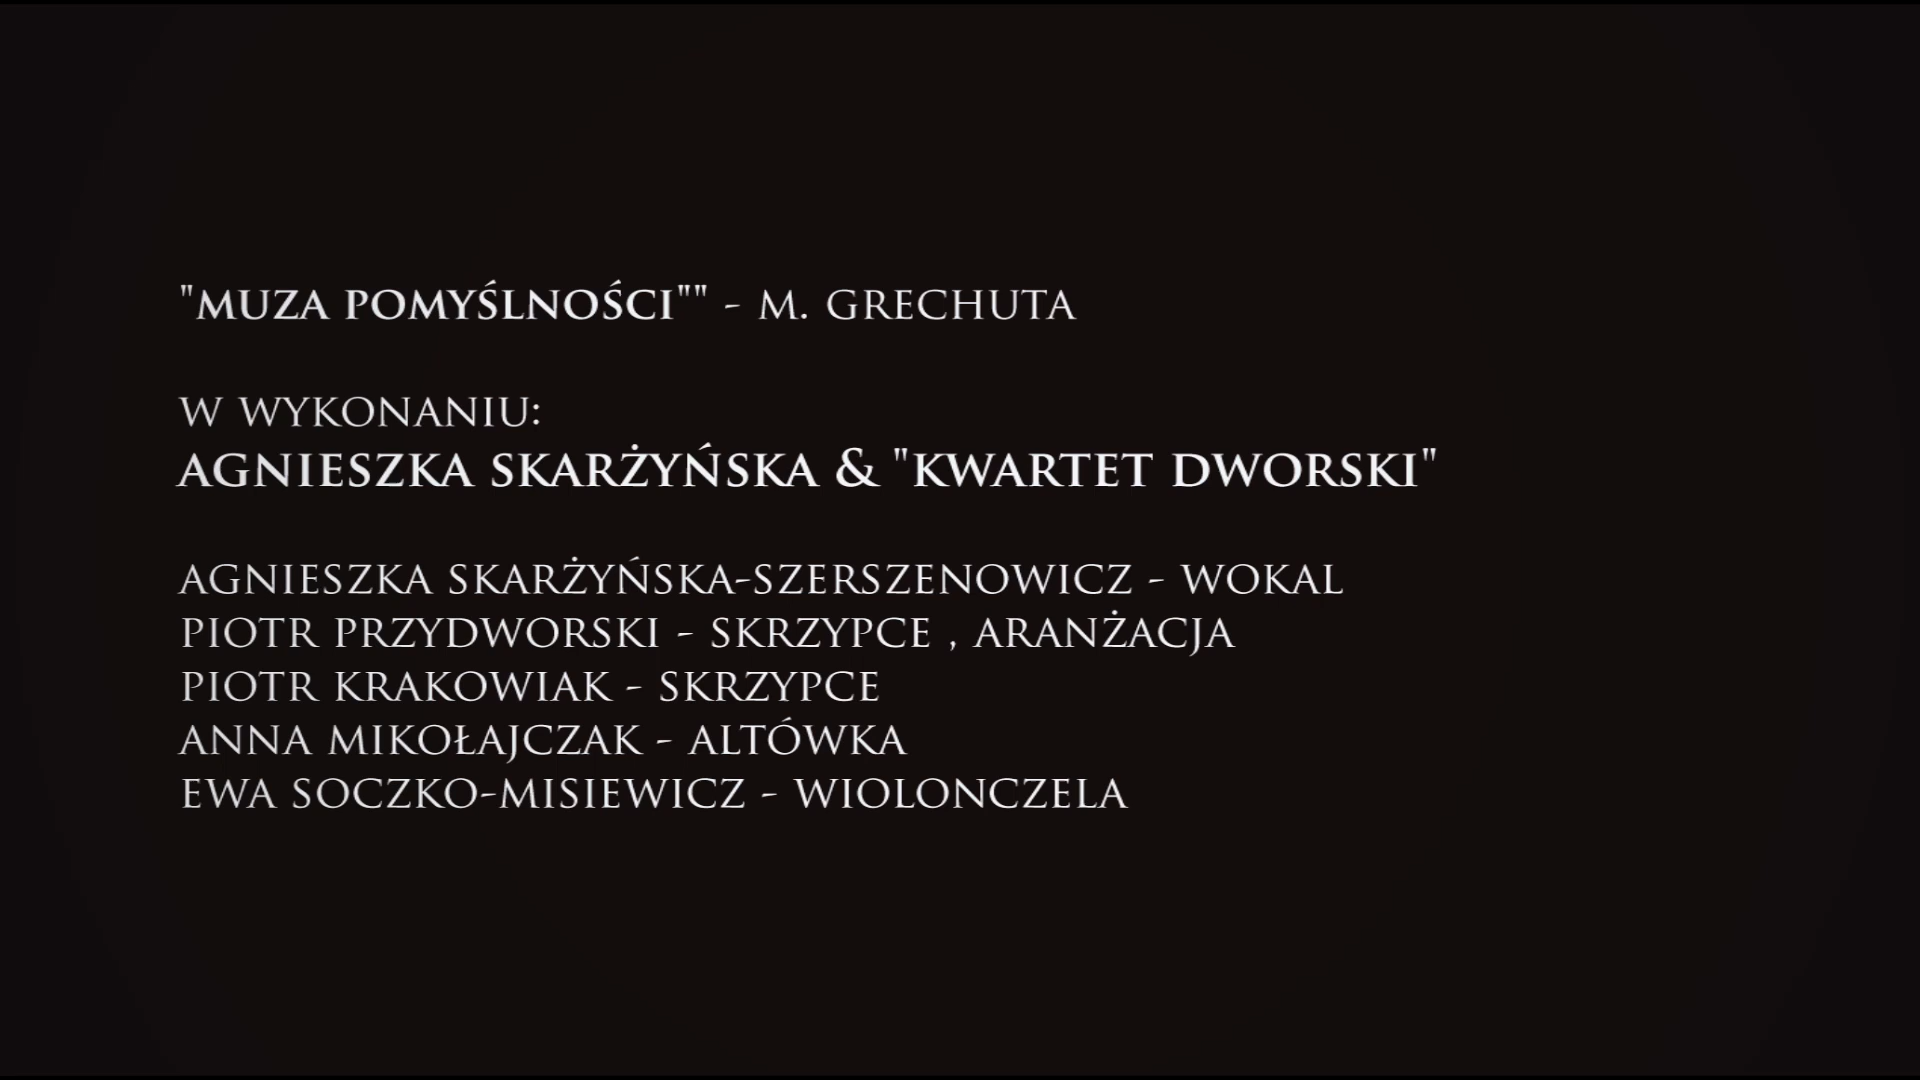 "MUZA POMYŚLNOŚCI"" - M. GRECHUTA
W WYKONANIU:
AGNIESZKA SKARŻYŃSKA & "KWARTET DWORSKI"
AGNIESZKA SKARŻYŃSKA-SZERSZENOWICZ - WOKAL
PIOTR PRZYDWORSKI - SKRZYPCE , ARANŻACJA
PIOTR KRAKOWIAK - SKRZYPCE
ANNA MIKOŁAJCZAK - ALTÓWKA
EWA SOCZKO-MISIEWICZ - WIOLONCZELA